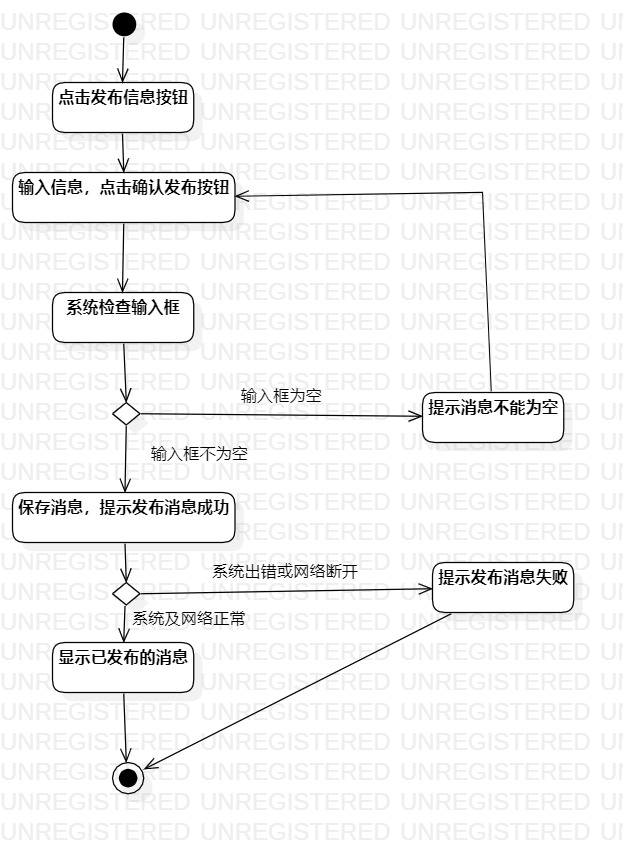 点击发布信息按钮
输入信息，点击确认发布按钮
系统检查输入框
输入框为空
提示消息不能为空
输入框不为空
保存消息，提示发布消息成功
系统出错或网络断开
提示发布消息失败
系统及网络正常
显示已发布的消息
UNREGISTERED